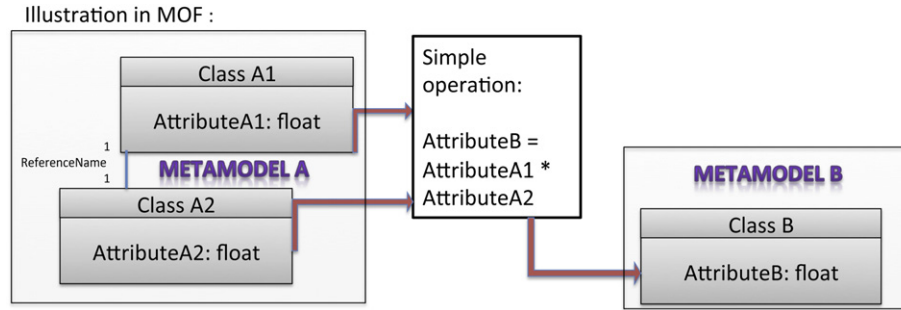 Illustration in MOF :
Class A1
AttributeA1: float
1
ReferenceName
1
METAMODEL A
Class A2
AttributeA2: float
Simple
operation:
AttributeB =
AttributeA1 *
AttributeA2
METAMODEL B
Class B
AttributeB: float